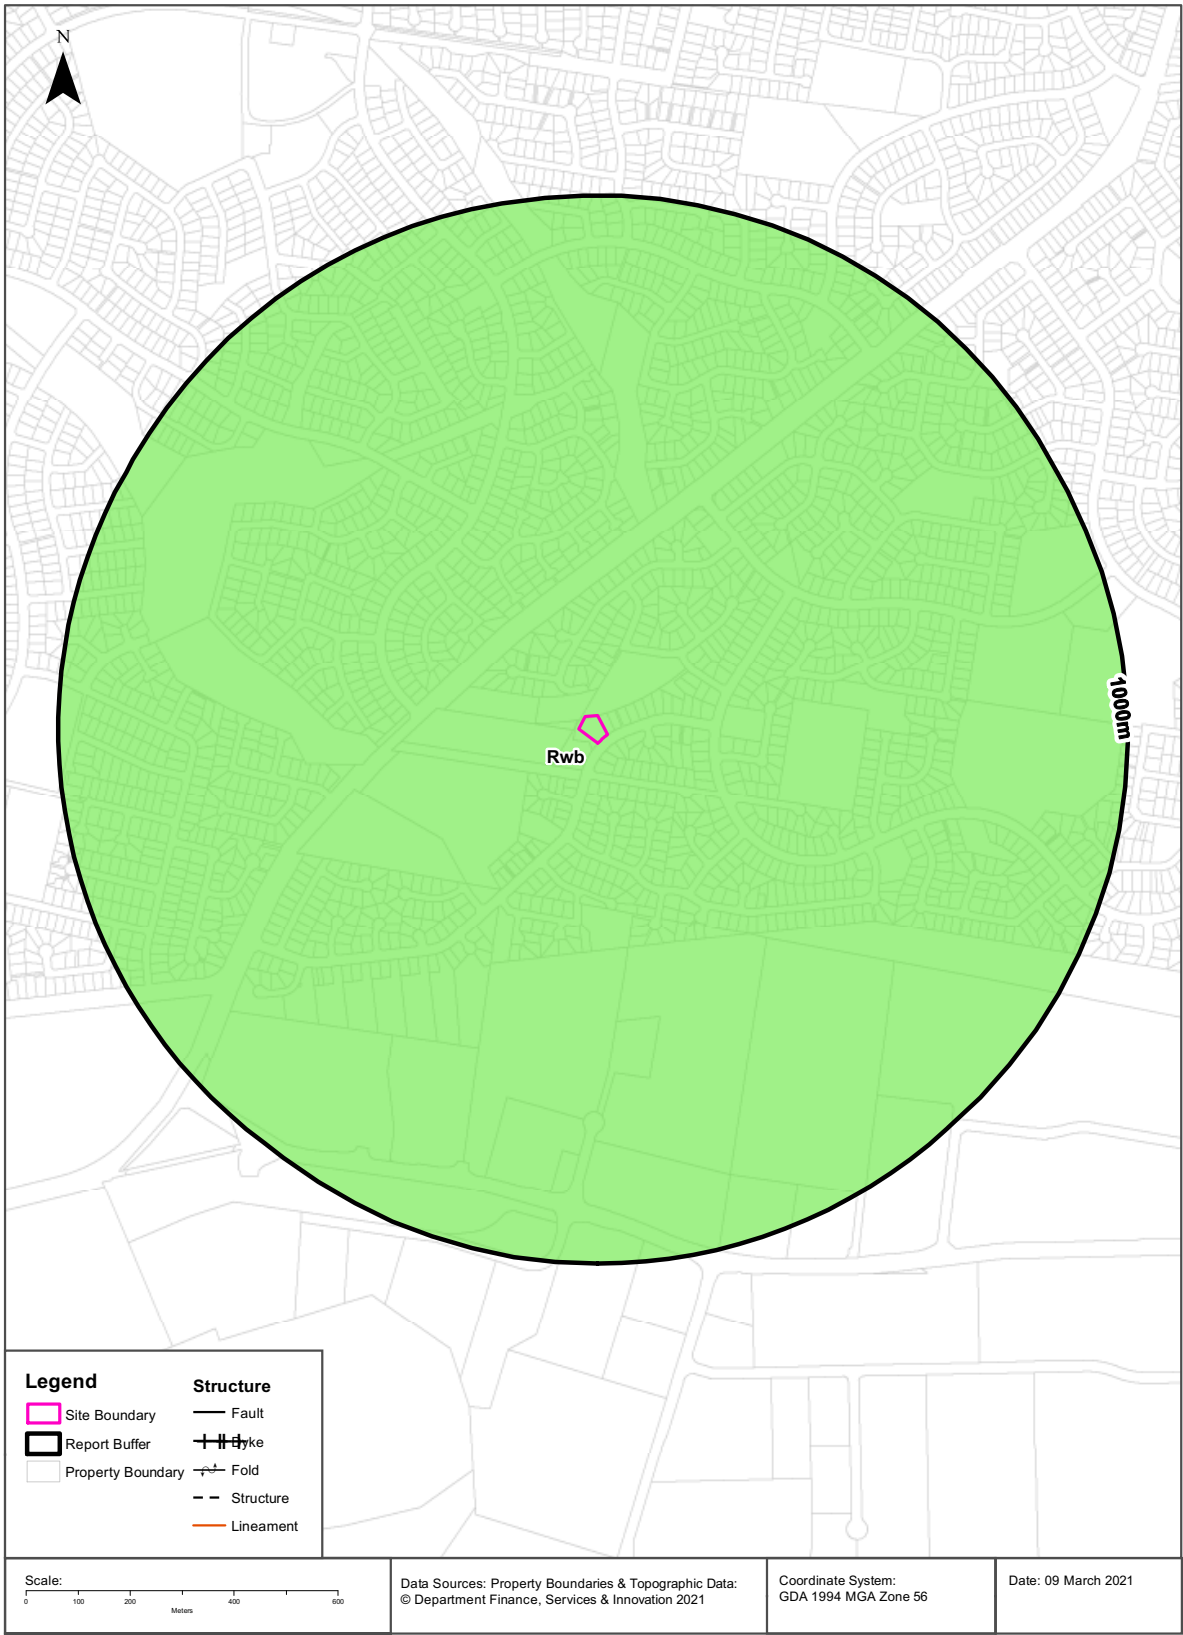 N
1000m
Rwb
Legend
Site Boundary
Report Buffer
Property Boundary
Structure
Fault
Dyke
Fold
Structure
Lineament
Scale:
0 100 200 400 600
Meters
Data Sources: Property Boundaries & Topographic Data:
© Department Finance, Services & Innovation 2021
Coordinate System:
GDA 1994 MGA Zone 56
Date: 09 March 2021